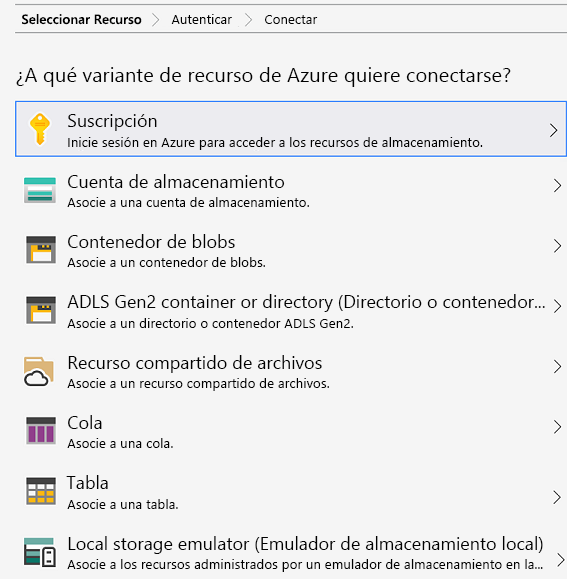 Seleccionar Recurso Autenticar Conectar
¿A qué variante de recurso de Azure quiere conectarse?
Suscripción
Inicie sesión en Azure para acceder a los recursos de almacenamiento.
Cuenta de almacenamiento
Asocie a una cuenta de almacenamiento.
Contenedor de blobs
Asocie a un contenedor de blobs.
ADLS Gen2 container or directory (Directorio o contenedor...
Asocie a un directorio o contenedor ADLS Gen2.
Recurso compartido de archivos
Asocie a un recurso compartido de archivos.
Cola
Asocie a una cola.
Tabla
Asocie a una tabla.
Local storage emulator (Emulador de almacenamiento local)
Asocie a los recursos administrados por un emulador de almacenamiento en la...